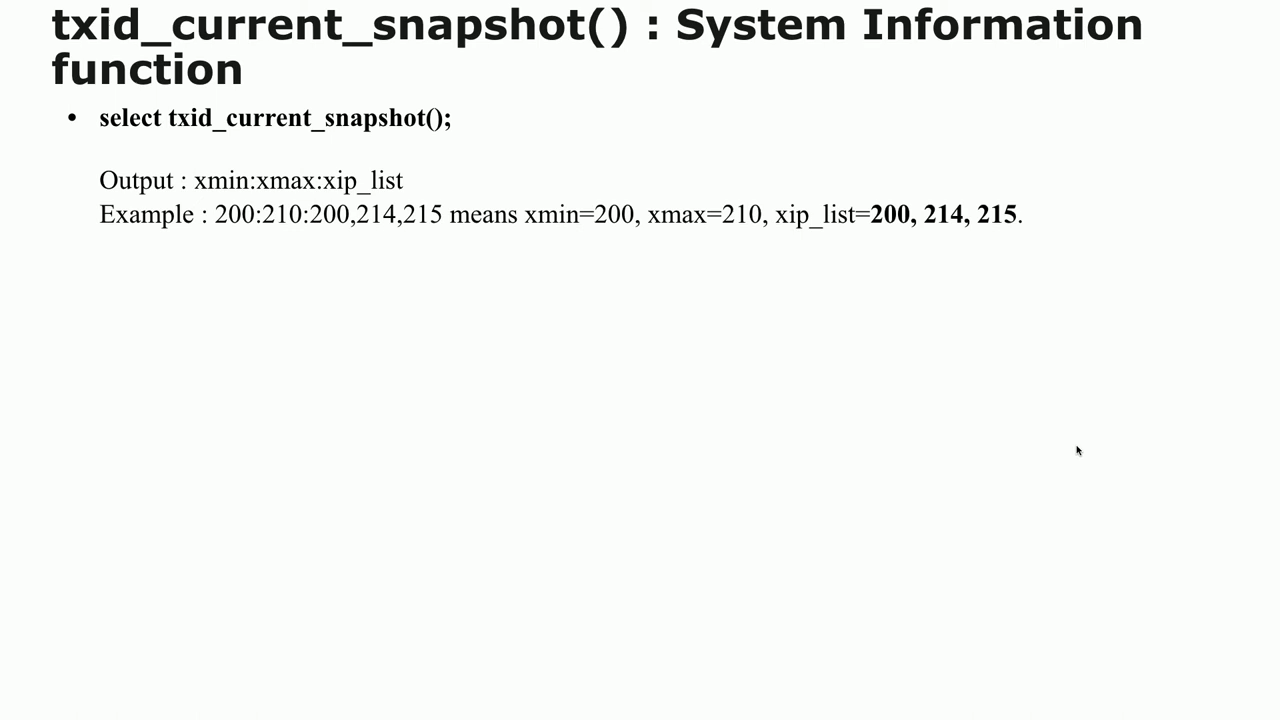 txid_current_snapshot() : System Information
function
• select txid_current_snapshot();
Output : xmin:xmax:xip_list
Example : 200:210:200,214,215 means xmin=200, xmax=210, xip_list=200, 214, 215.